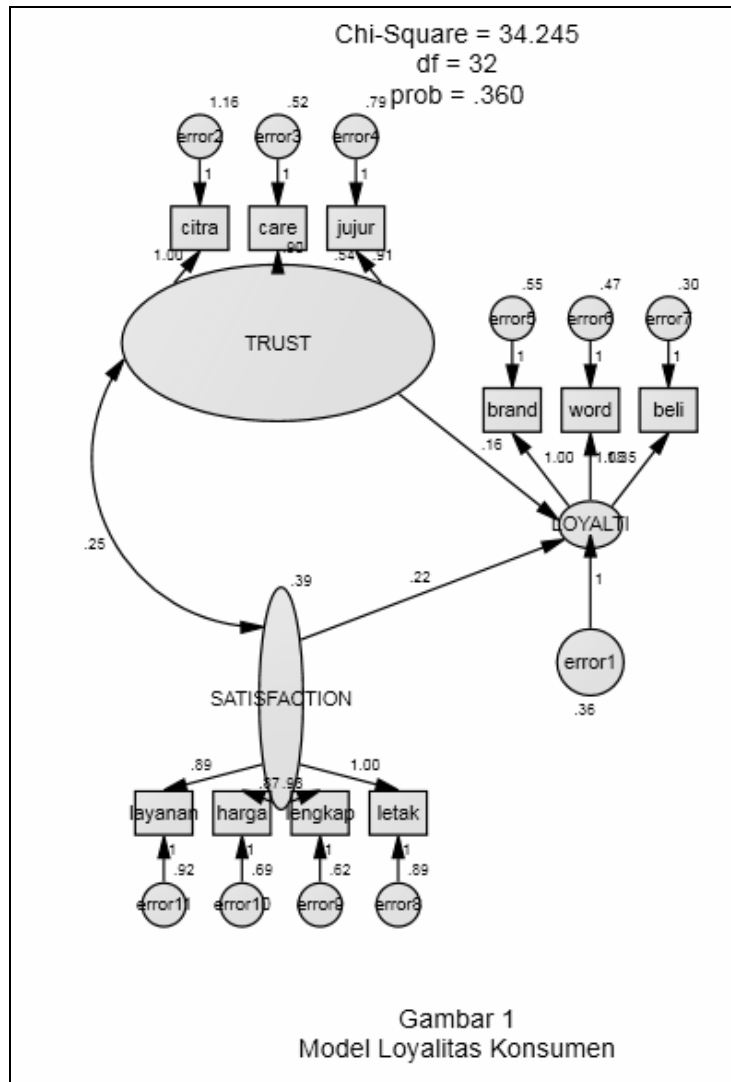 Chi-Square = 34.245
df = 32
prob = .360
1.16 .52 .79
error2 error3 error4
1 1 1
citra care jujur
1.00 .90 .54 .91
TRUST
.55 .47 .30
error5 error6 error7
1 1 1
brand word beli
.16 1.00
LOYALTI
.25
.39 .22
1
error1
.36
SATISFACTION
.89 1.00
layanan harga lengkap letak
1 1 1 1
.92 .69 .62 .89
error11 error10 error9 error8
Gambar 1
Model Loyalitas Konsumen